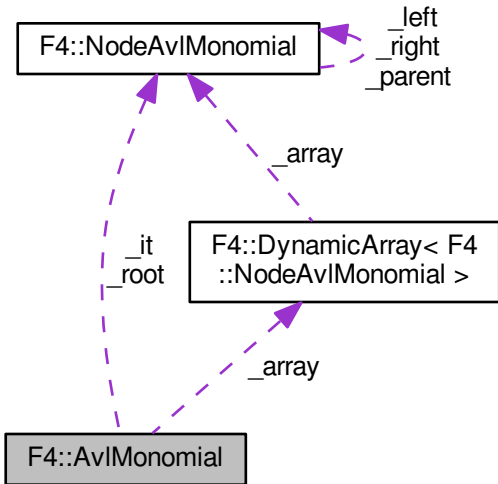 _left
F4::NodeAvlMonomial
_right
_parent
_array
_it
_root
F4::DynamicArray< F4
::NodeAvlMonomial >
_array
F4::AvlMonomial